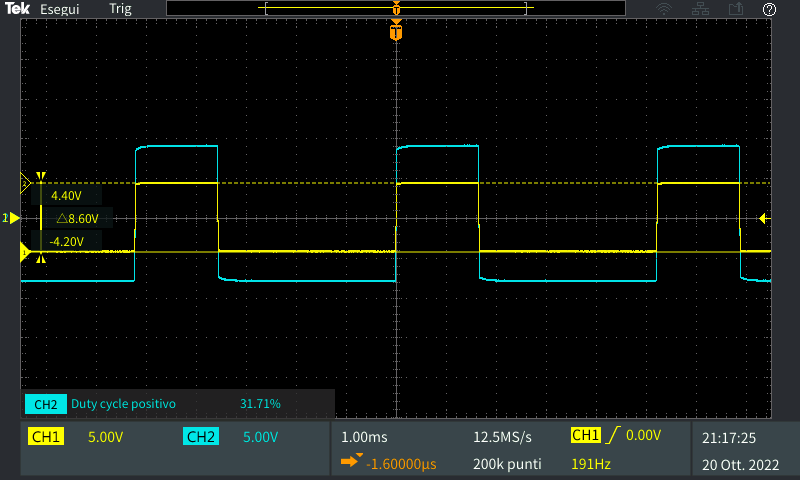 Tek Esegui Trig
T
T
?
2
4.40V
△8.60V
-4.20V
1
CH2 Duty cycle positivo 31.71%
CH1 5.00V CH2 5.00V 1.00ms 12.5MS/s CH1 0.00V 21:17:25
-1.60000µs 200k punti 191Hz 20 Ott. 2022